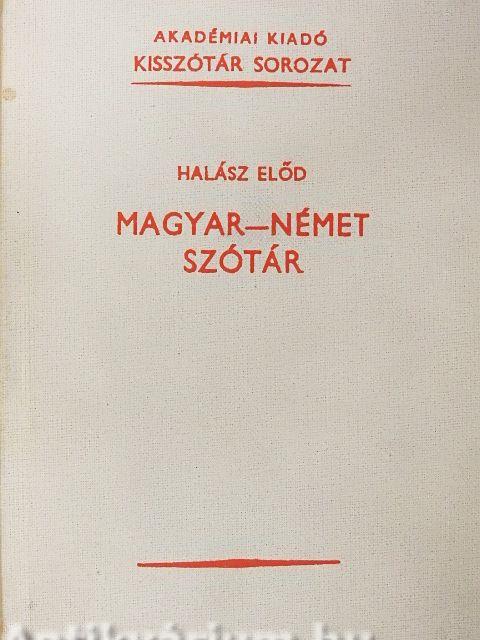 AKADÉMIAI KIADÓ
KISSZÓTÁR SOROZAT
HALÁSZ ELŐD
MAGYAR—NÉMET
SZÓTÁR